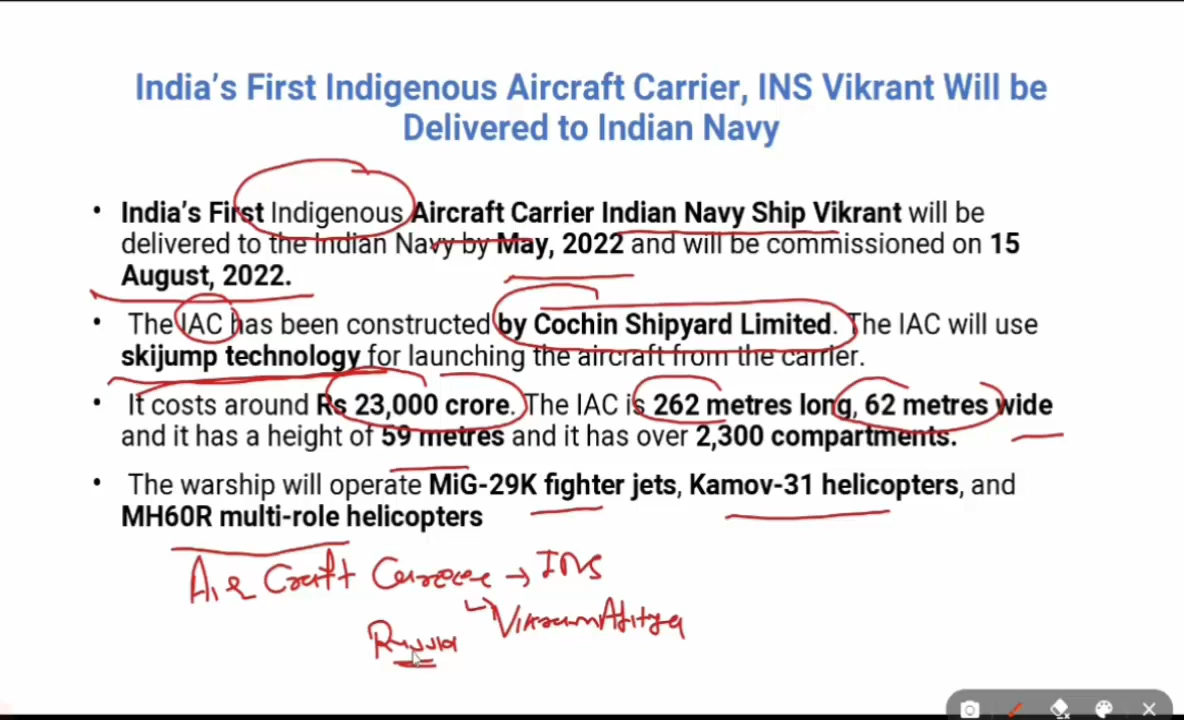 India's First Indigenous Aircraft Carrier, INS Vikrant Will be
Delivered to Indian Navy
• India's First Indigenous Aircraft Carrier Indian Navy Ship Vikrant will be
delivered to the Indian Navy by May, 2022 and will be commissioned on 15
August, 2022.
• The IAC has been constructed by Cochin Shipyard Limited. The IAC will use
skijump technology for launching the aircraft from the carrier.
• It costs around Rs 23,000 crore. The IAC is 262 metres long, 62 metres wide
and it has a height of 59 metres and it has over 2,300 compartments.
• The warship will operate MiG-29K fighter jets, Kamov-31 helicopters, and
MH60R multi-role helicopters
Air Craft → INS
Russia